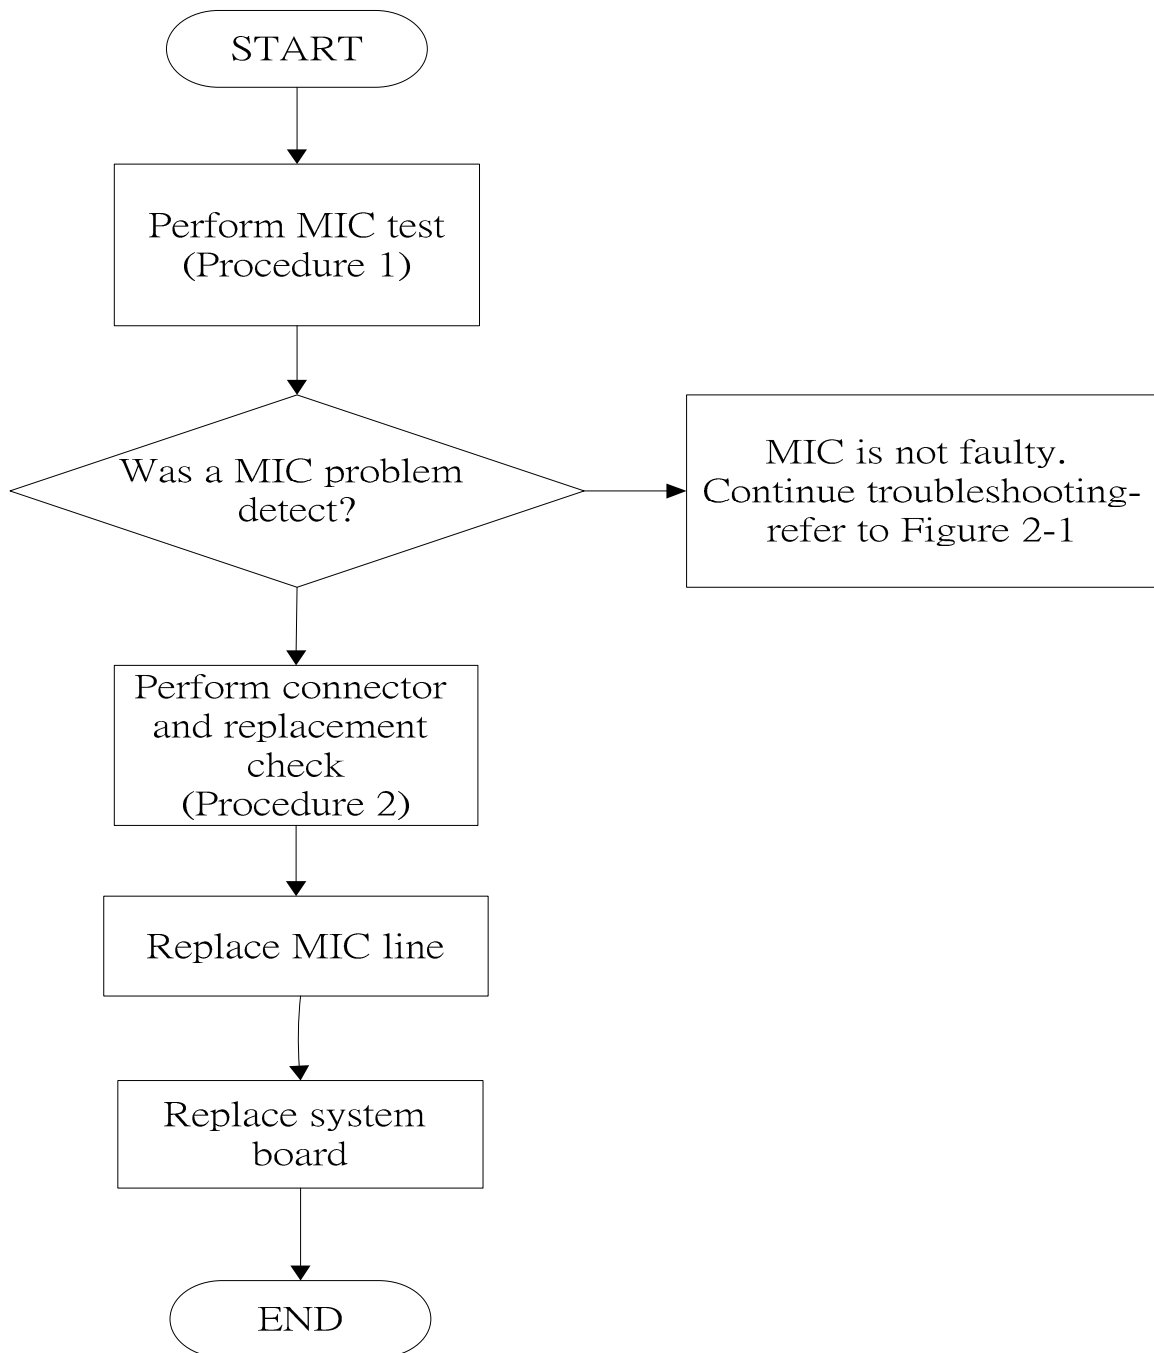 START
Perform MIC test
(Procedure 1)
Was a MIC problem
detect?
MIC is not faulty.
Continue troubleshooting-
refer to Figure 2-1
Perform connector
and replacement
check
(Procedure 2)
Replace MIC line
Replace system
board
END